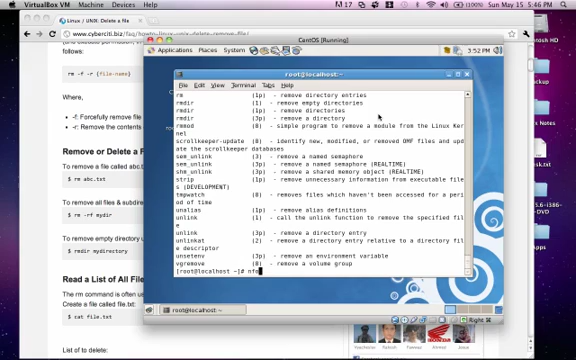 VirtualBox VM Machine Devices Help
17
Sun May 15 5:46 PM
Linux / UNIX: Delete a file
www.cyberciti.biz/faq/
follows:
rm -f -r {file-name}
Where,
-f: Forcefully remove file
-r: Remove the contents
Remove or Delete a
To remove a file called abc.txt
$ rm abc.txt
To remove all files & subdire
$ rm -rf mydir
To remove empty directory u
$ rmdir mydirectory
Read a List of All File
The rm command is often us
Create a file called file.txt:
$ cat file.txt
List of to delete:
CentOS [Running]
Applications Places System
3:52 PM
root@localhost:~
File Edit View Terminal Tabs Help
rm (1p) - remove directory entries
rmdir (1) - remove empty directories
rmdir (1p) - remove directories
rmdir (3p) - remove a directory
rmmod (8) - simple program to remove a module from the Linux Ker
nel
scrollkeeper-update (8) - identify new, modified, or removed OMF files and upd
ate the scrollkeeper databases
sem_unlink (3) - remove a named semaphore
sem_unlink (3p) - remove a named semaphore (REALTIME)
shm_unlink (3p) - remove a shared memory object (REALTIME)
strip (1p) - remove unnecessary information from executable file
s (DEVELOPMENT)
tmpwatch (8) - removes files which haven't been accessed for a peri
od of time
unalias (1p) - remove alias definitions
unlink (1) - call the unlink function to remove the specified fil
e
unlink (3p) - remove a directory entry
unlinkat (2) - remove a directory entry relative to a directory fil
e descriptor
unsetenv (3p) - remove an environment variable
vgremove (8) - remove a volume group
[root@localhost ~]#
root@localhost:~
Right ⌘